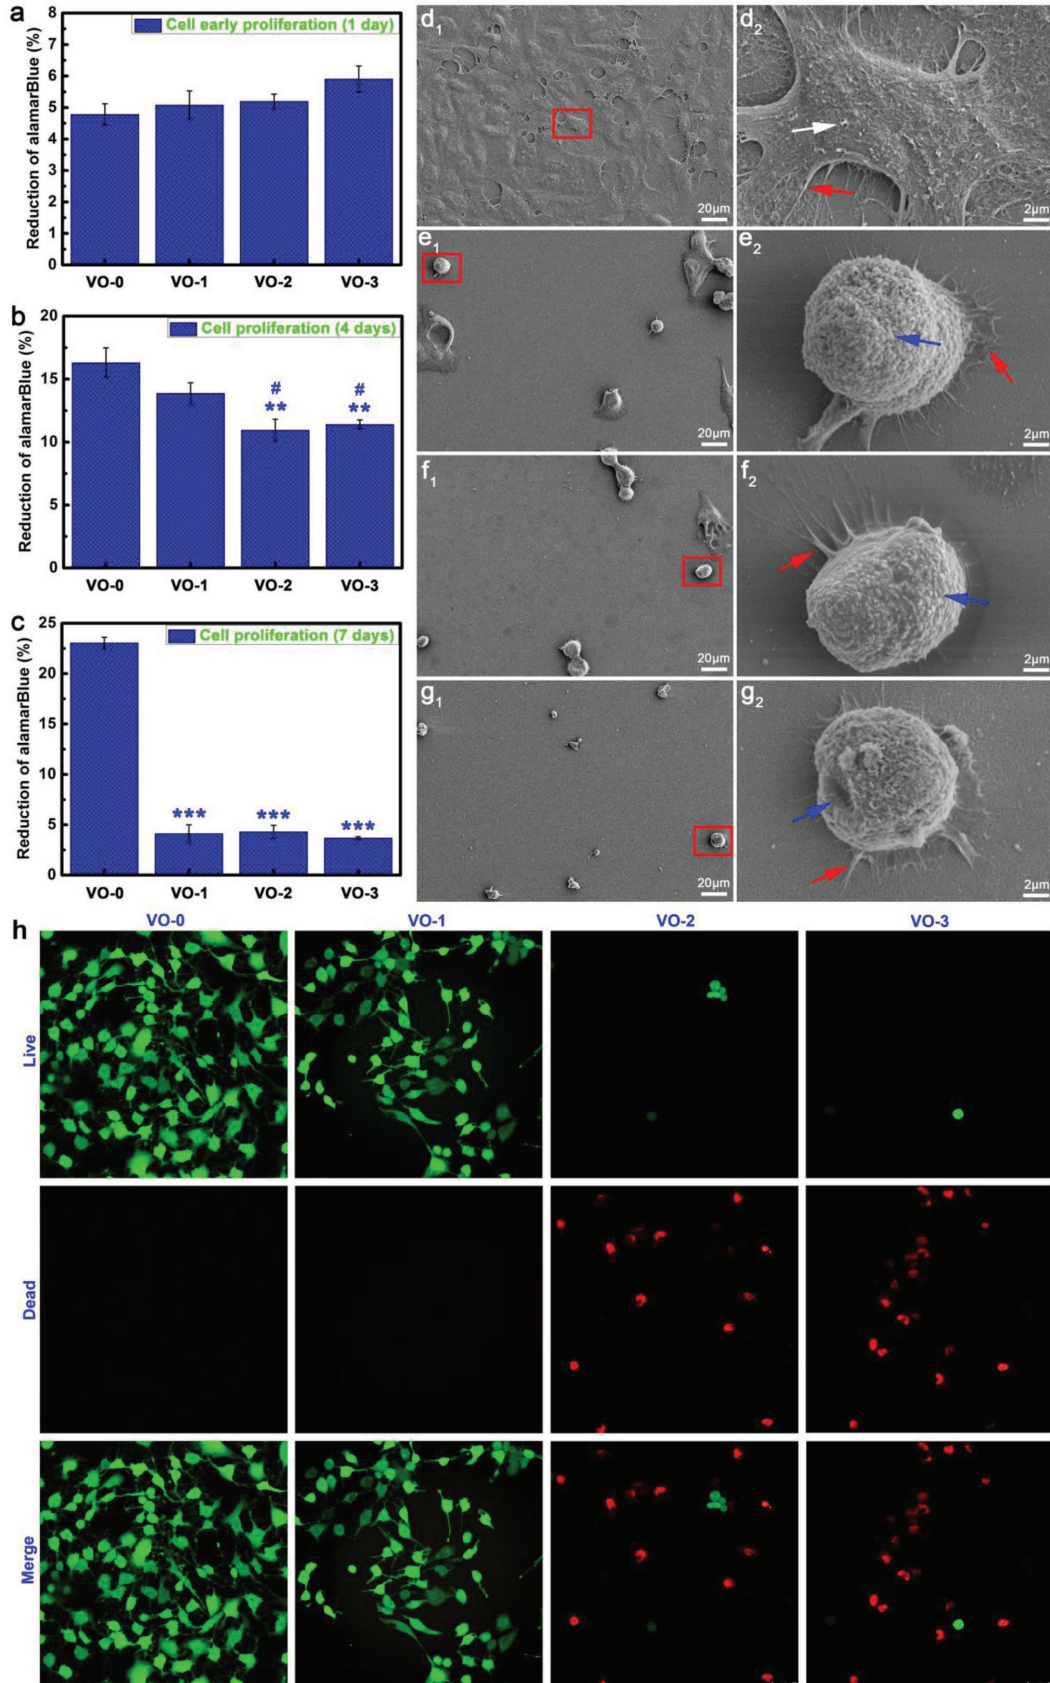 a
Cell early proliferation (1 day)
Reduction of alamarBlue (%)
8
7
6
5
4
3
2
1
0
VO-0 VO-1 VO-2 VO-3
b
Cell proliferation (4 days)
Reduction of alamarBlue (%)
20
15
10
5
0
# #
** **
VO-0 VO-1 VO-2 VO-3
c
Cell proliferation (7 days)
Reduction of alamarBlue (%)
25
20
15
10
5
0
*** *** ***
VO-0 VO-1 VO-2 VO-3
d1
20μm
d2
2μm
e1
20μm
e2
2μm
f1
20μm
f2
2μm
g1
20μm
g2
2μm
h
VO-0 VO-1 VO-2 VO-3
Live
Dead
Merge